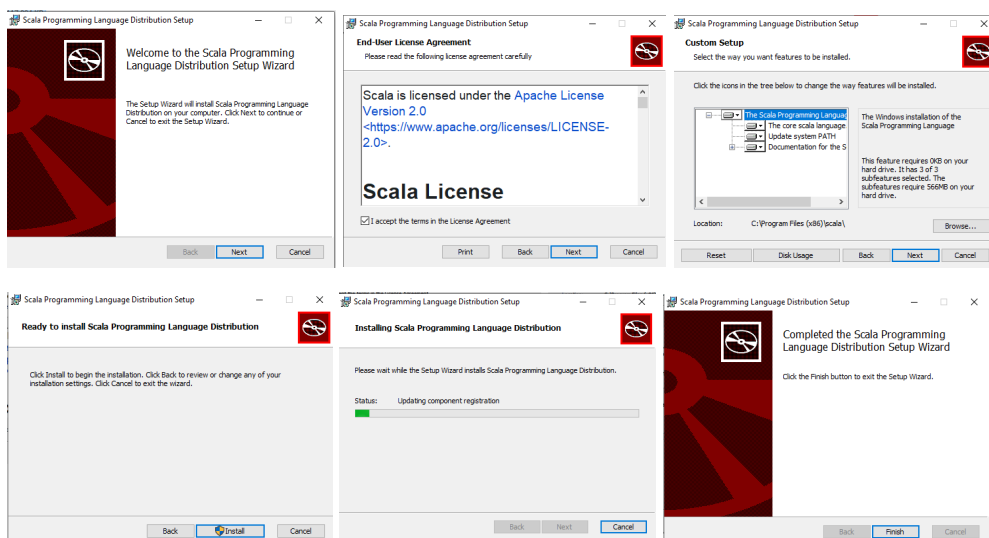 Scala Programming Language Distribution Setup
Welcome to the Scala Programming
Language Distribution Setup Wizard
The Setup Wizard will install Scala Programming Language
Distribution on your computer. Click Next to continue or
Cancel to exit the Setup Wizard.
Back Next Cancel
Scala Programming Language Distribution Setup
End-User License Agreement
Please read the following license agreement carefully
Scala is licensed under the Apache License
Version 2.0
<https://www.apache.org/licenses/LICENSE-
2.0>.
Scala License
I accept the terms in the License Agreement
Print Back Next Cancel
Scala Programming Language Distribution Setup
Custom Setup
Select the way you want features to be installed.
Click the icons in the tree below to change the way features will be installed.
The Scala Programming Languag
The core scala language
Update system PATH
Documentation for the S
The Windows installation of the
Scala Programming Language
This feature requires 0KB on your
hard drive. It has 3 of 3
subfeatures selected. The
subfeatures require 566MB on your
hard drive.
Location: C:\Program Files (x86)\scala\
Browse...
Reset Disk Usage Back Next Cancel
Scala Programming Language Distribution Setup
Ready to install Scala Programming Language Distribution
Click Install to begin the installation. Click Back to review or change any of your
installation settings. Click Cancel to exit the wizard.
Back Install Cancel
Scala Programming Language Distribution Setup
Installing Scala Programming Language Distribution
Please wait while the Setup Wizard installs Scala Programming Language Distribution.
Status: Updating component registration
Back Next Cancel
Scala Programming Language Distribution Setup
Completed the Scala Programming
Language Distribution Setup Wizard
Click the Finish button to exit the Setup Wizard.
Back Finish Cancel